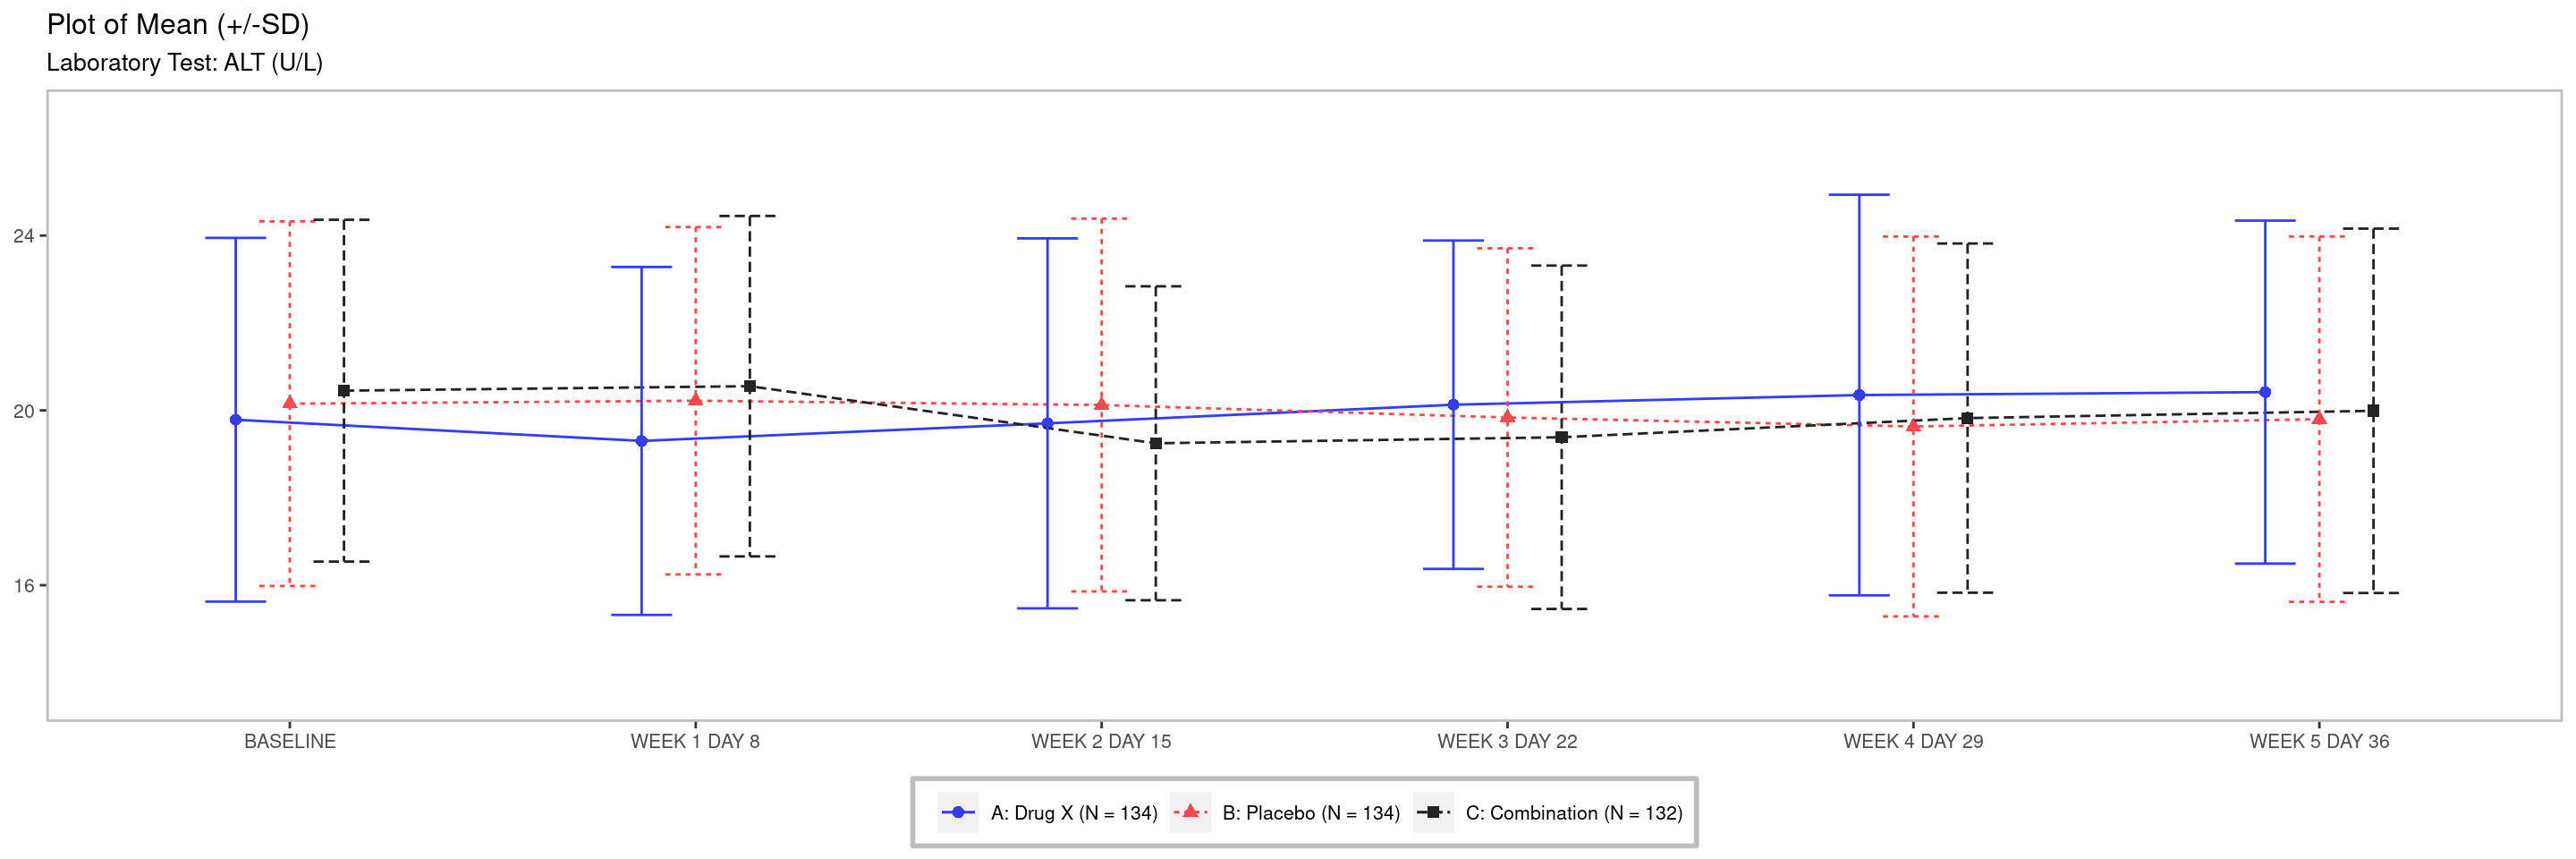 Plot of Mean (+/-SD)
Laboratory Test: ALT (U/L)
24
20
16
BASELINE WEEK 1 DAY 8 WEEK 2 DAY 15 WEEK 3 DAY 22 WEEK 4 DAY 29 WEEK 5 DAY 36
A: Drug X (N = 134) B: Placebo (N = 134) C: Combination (N = 132)